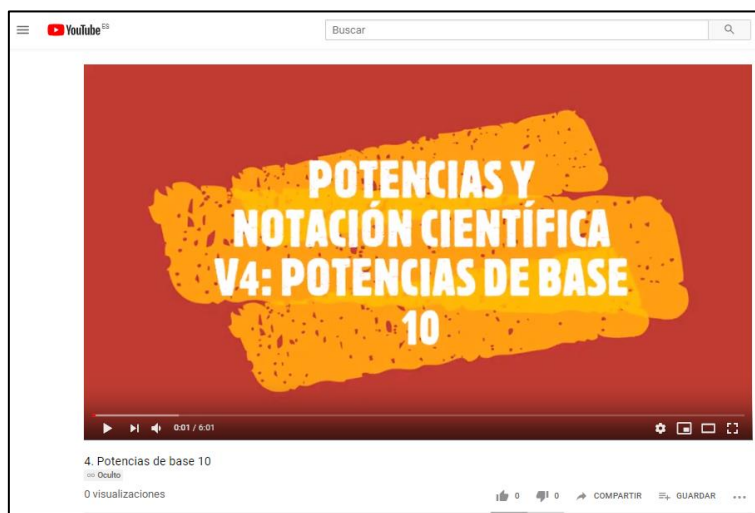 YouTube ES
Buscar
POTENCIAS Y
NOTACIÓN CIENTÍFICA
V4: POTENCIAS DE BASE
10
0:01 / 6:01
4. Potencias de base 10
Oculto
0 visualizaciones
0 0 COMPARTIR GUARDAR ...